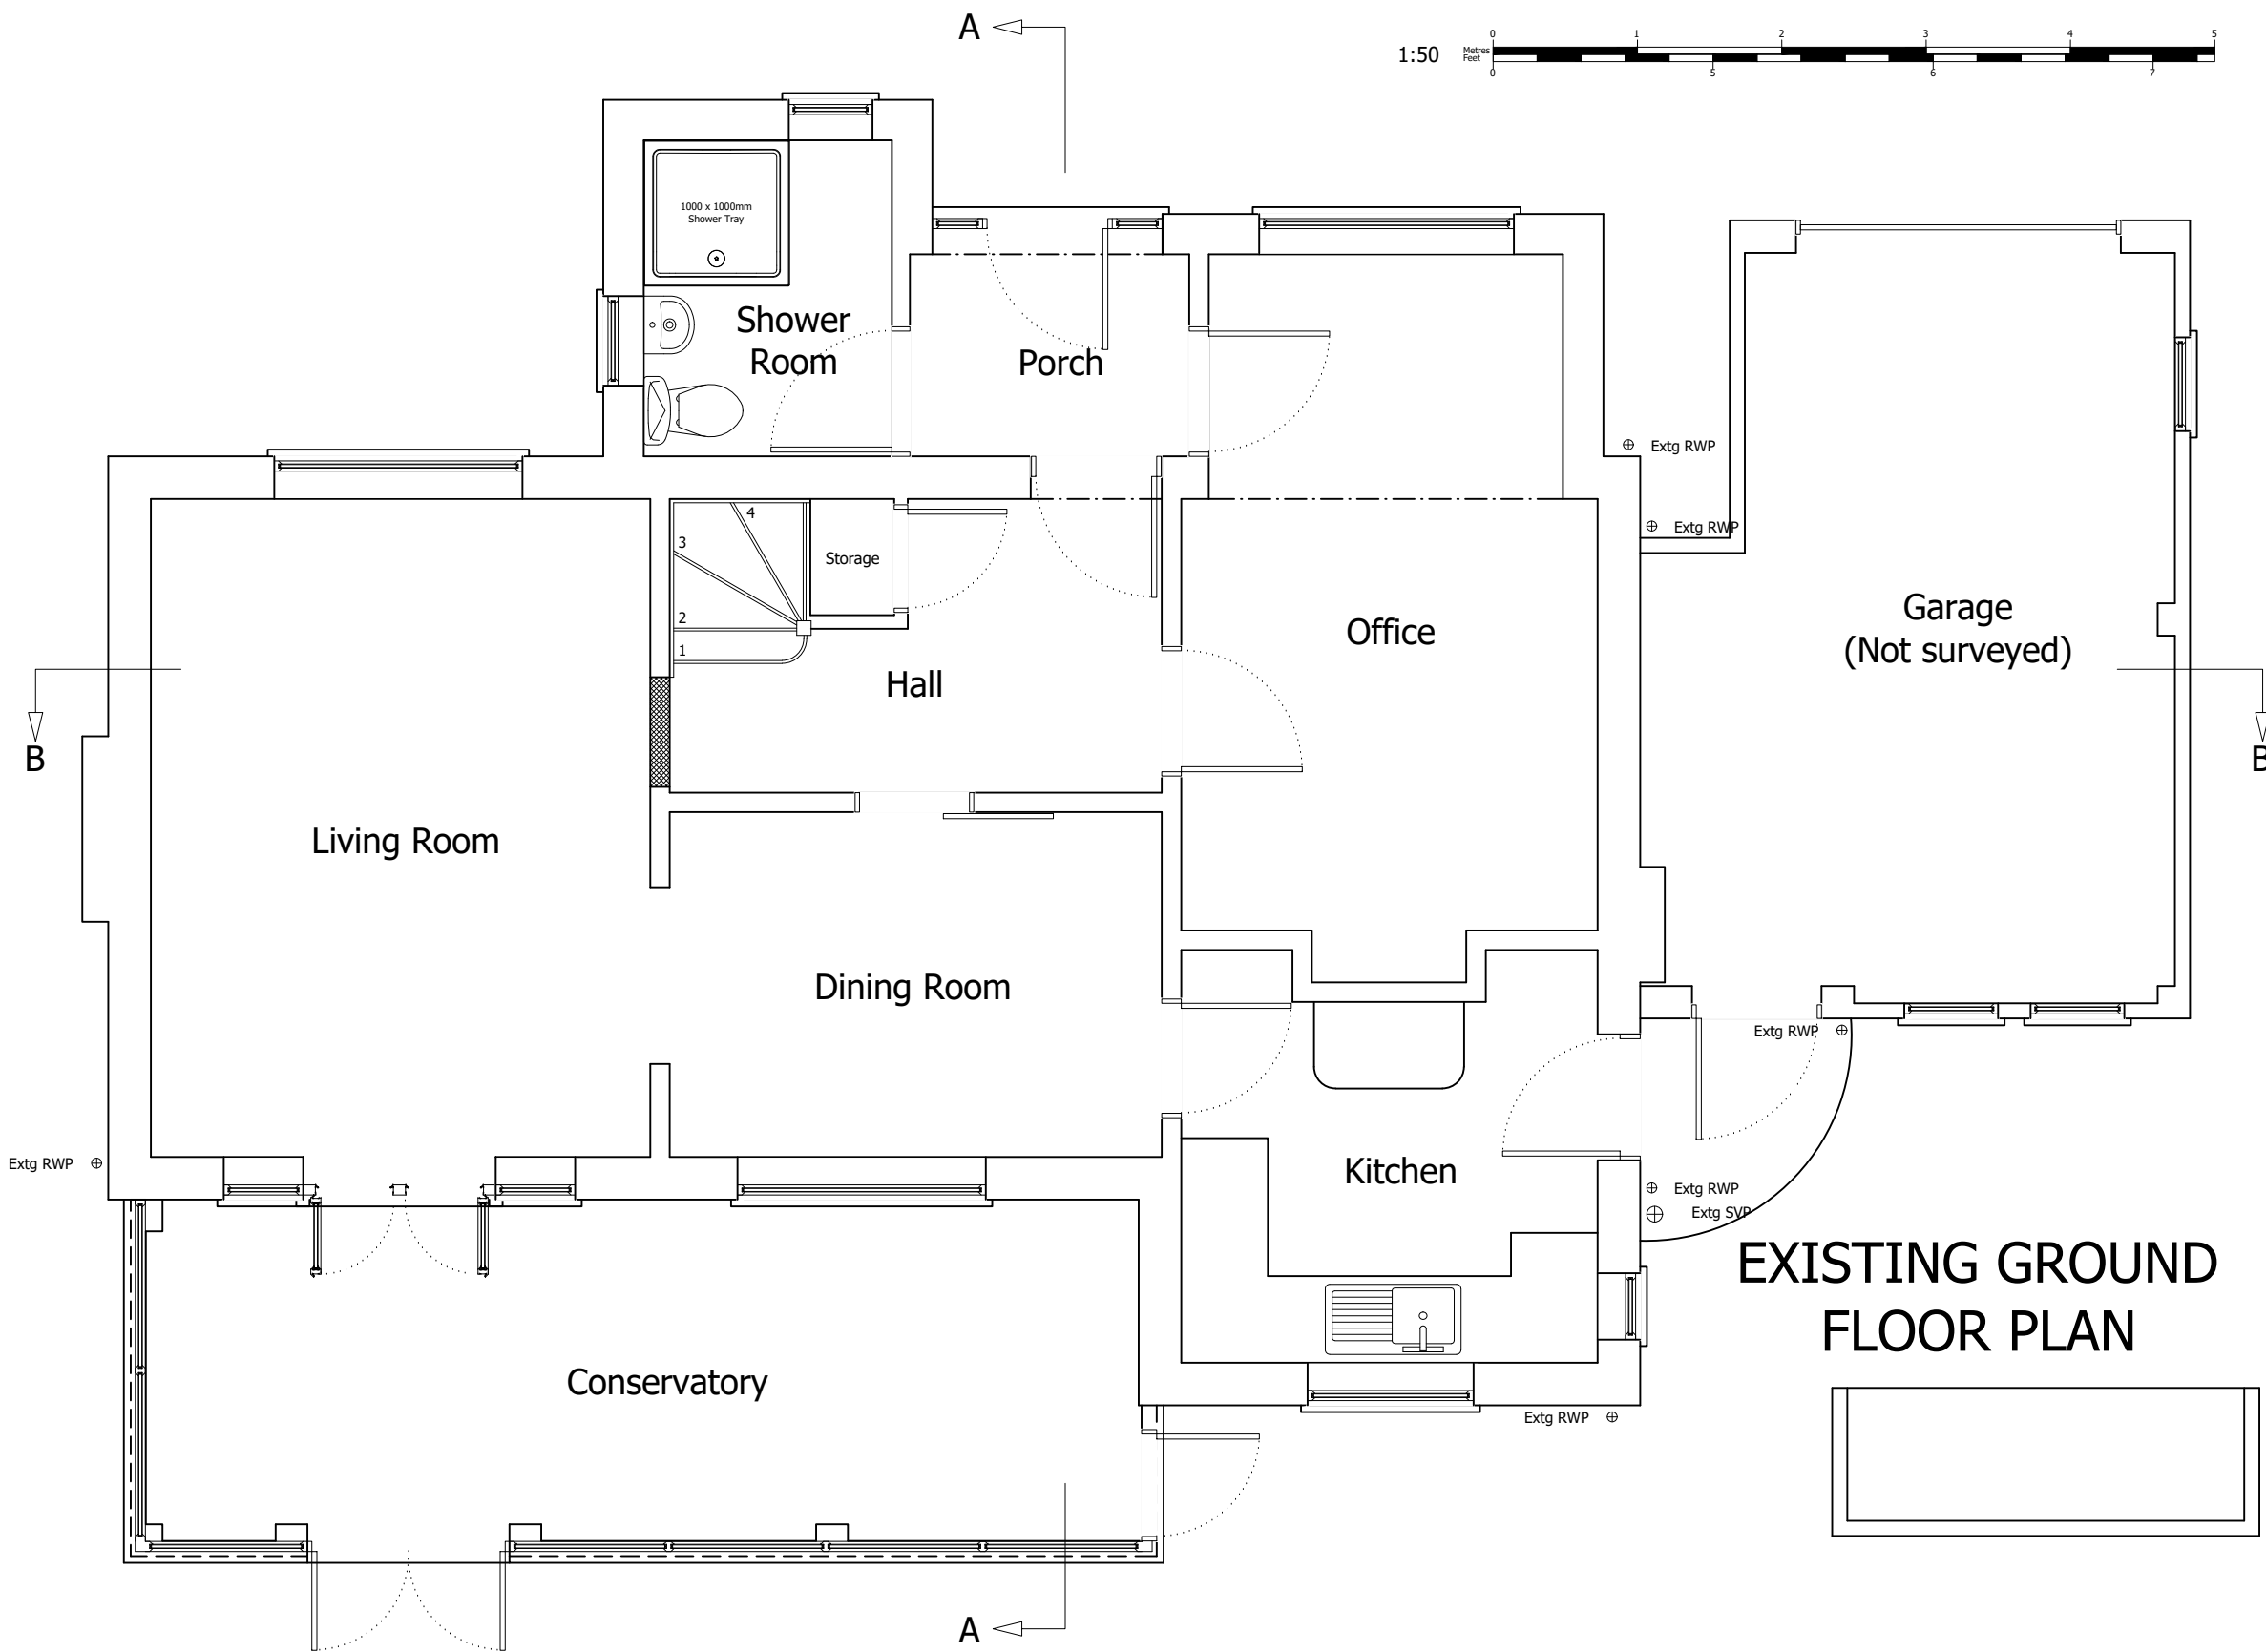 A
1:50
Metres
Feet
0 1 2 3 4 5
0 5 6 7
1000 x 1000mm
Shower Tray
Shower
Room
Porch
Extg RWP
Extg RWP
4
3
2
1
Storage
Office
Garage
(Not surveyed)
Hall
B
B
Living Room
Dining Room
Extg RWP
Extg RWP
Kitchen
Extg RWP
Extg SVP
EXISTING GROUND
FLOOR PLAN
Conservatory
Extg RWP
A